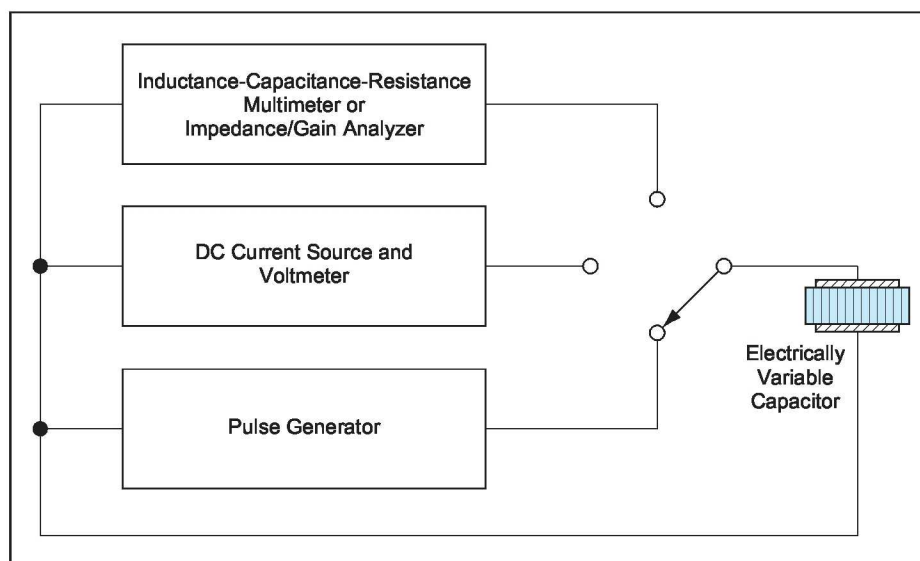 Inductance-Capacitance-Resistance
Multimeter or
Impedance/Gain Analyzer
DC Current Source and
Voltmeter
Pulse Generator
Electrically
Variable
Capacitor